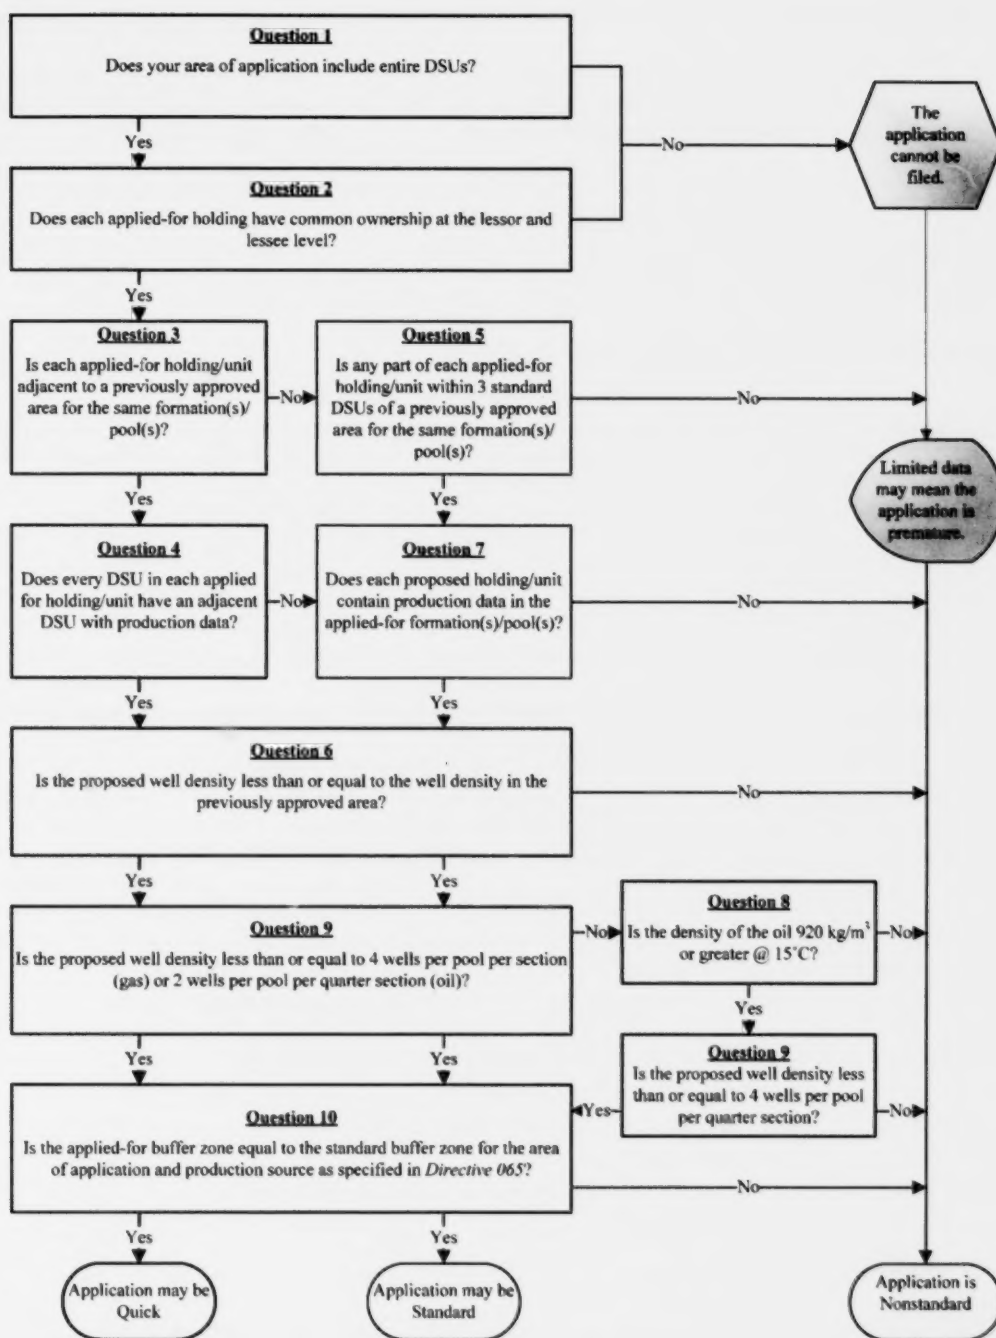 Question 1
Does your area of application include entire DSUs?
No
The
application
cannot be
filed.
Yes
Question 2
Does each applied-for holding have common ownership at the lessor and
lessee level?
Yes
Question 3
Is each applied-for holding/unit
adjacent to a previously approved
area for the same formation(s)/
pool(s)?
No
Question 5
Is any part of each applied-for
holding/unit within 3 standard
DSUs of a previously approved
area for the same formation(s)/
pool(s)?
No
Limited data
may mean the
application is
premature.
Yes
Yes
Question 4
Does every DSU in each applied
for holding/unit have an adjacent
DSU with production data?
No
Question 7
Does each proposed holding/unit
contain production data in the
applied-for formation(s)/pool(s)?
No
Yes
Yes
Question 6
Is the proposed well density less than or equal to the well density in the
previously approved area?
No
Yes
Yes
Question 9
Is the proposed well density less than or equal to 4 wells per pool per section
(gas) or 2 wells per pool per quarter section (oil)?
No
Question 8
Is the density of the oil 920 kg/m³
or greater @ 15°C?
No
Yes
Yes
Yes
Question 9
Is the proposed well density less
than or equal to 4 wells per pool
per quarter section?
Yes
No
Question 10
Is the applied-for buffer zone equal to the standard buffer zone for the area
of application and production source as specified in Directive 065?
No
Yes
Yes
Application may be
Quick
Application may be
Standard
Application is
Nonstandard